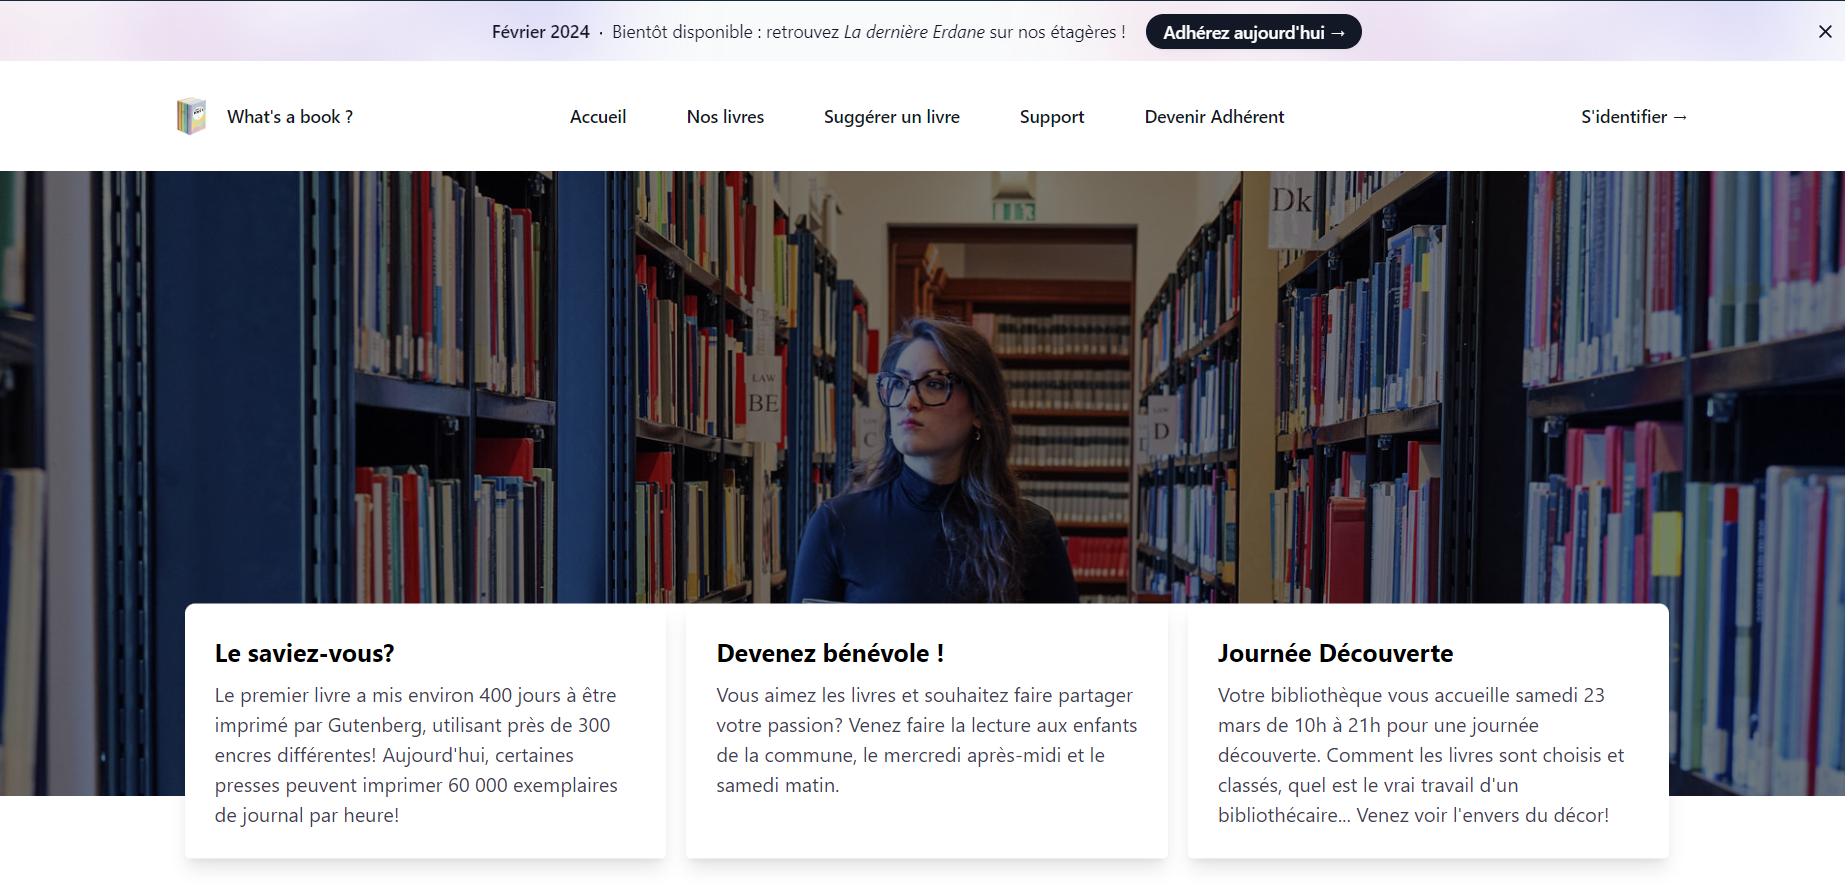 Février 2024 · Bientôt disponible : retrouvez La dernière Erdane sur nos étagères ! Adhérez aujourd'hui →
What's a book ? Accueil Nos livres Suggérer un livre Support Devenir Adhérent S'identifier →
Dk
LAW
BE
C
D
Le saviez-vous?
Le premier livre a mis environ 400 jours à être
imprimé par Gutenberg, utilisant près de 300
encres différentes! Aujourd'hui, certaines
presses peuvent imprimer 60 000 exemplaires
de journal par heure!
Devenez bénévole !
Vous aimez les livres et souhaitez faire partager
votre passion? Venez faire la lecture aux enfants
de la commune, le mercredi après-midi et le
samedi matin.
Journée Découverte
Votre bibliothèque vous accueille samedi 23
mars de 10h à 21h pour une journée
découverte. Comment les livres sont choisis et
classés, quel est le vrai travail d'un
bibliothécaire... Venez voir l'envers du décor!